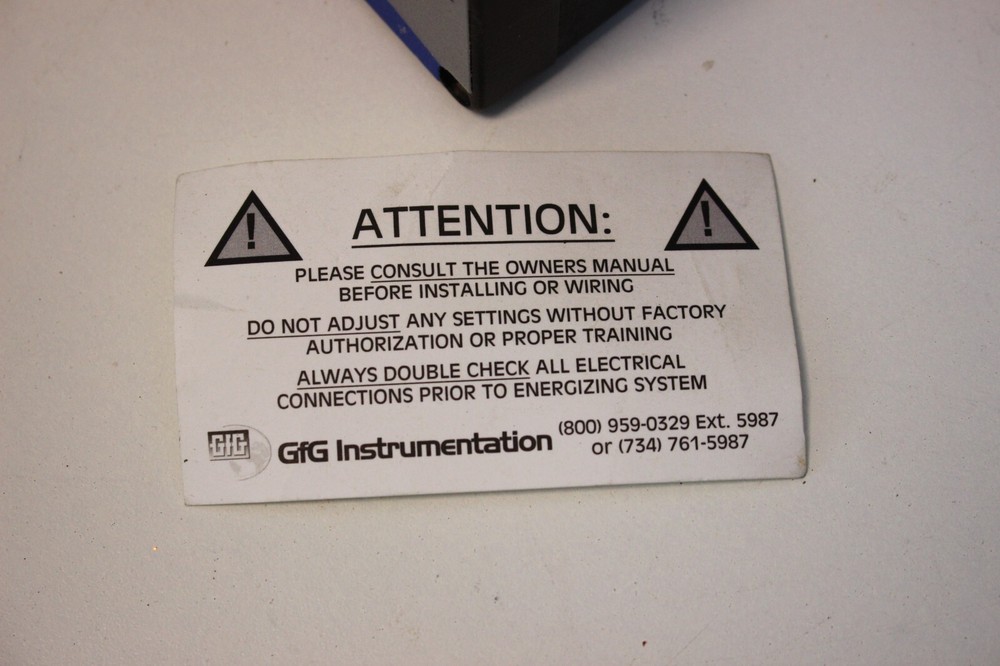 ATTENTION:
PLEASE CONSULT THE OWNERS MANUAL
BEFORE INSTALLING OR WIRING
DO NOT ADJUST ANY SETTINGS WITHOUT FACTORY
AUTHORIZATION OR PROPER TRAINING
ALWAYS DOUBLE CHECK ALL ELECTRICAL
CONNECTIONS PRIOR TO ENERGIZING SYSTEM
GfG GfG Instrumentation (800) 959-0329 Ext. 5987
or (734) 761-5987